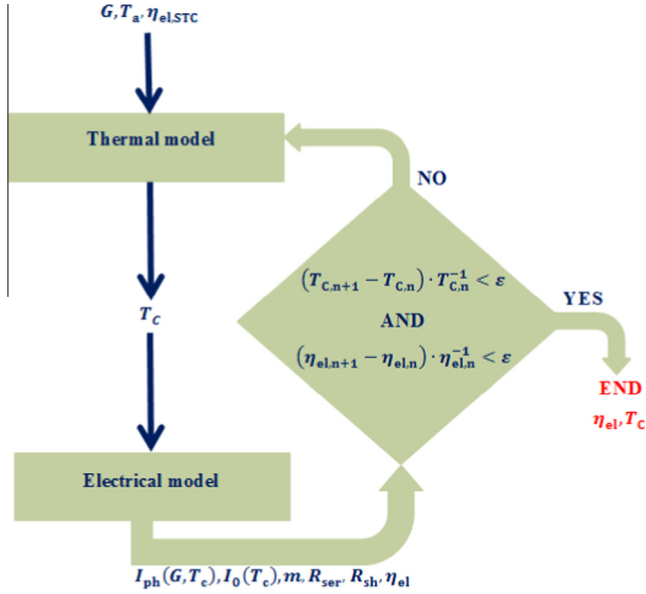 G,Tₐ,η_el,STC
Thermal model
NO
(T_C,n+1 − T_C,n) · T_C,n⁻¹ < ε
YES
T_C
AND
(η_el,n+1 − η_el,n) · η_el,n⁻¹ < ε
END
η_el,T_C
Electrical model
I_ph(G,T_c),I_0(T_c),m,R_ser,R_sh,η_el